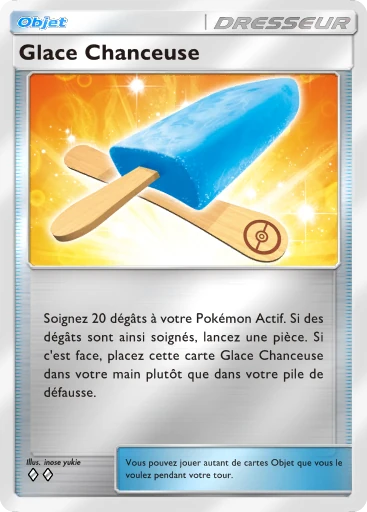 Objet
DRESSEUR
Glace Chanceuse
Soignez 20 dégâts à votre Pokémon Actif. Si des
dégâts sont ainsi soignés, lancez une pièce. Si
c'est face, placez cette carte Glace Chanceuse
dans votre main plutôt que dans votre pile de
défausse.
Illus. inose yukie
Vous pouvez jouer autant de cartes Objet que vous le
voulez pendant votre tour.